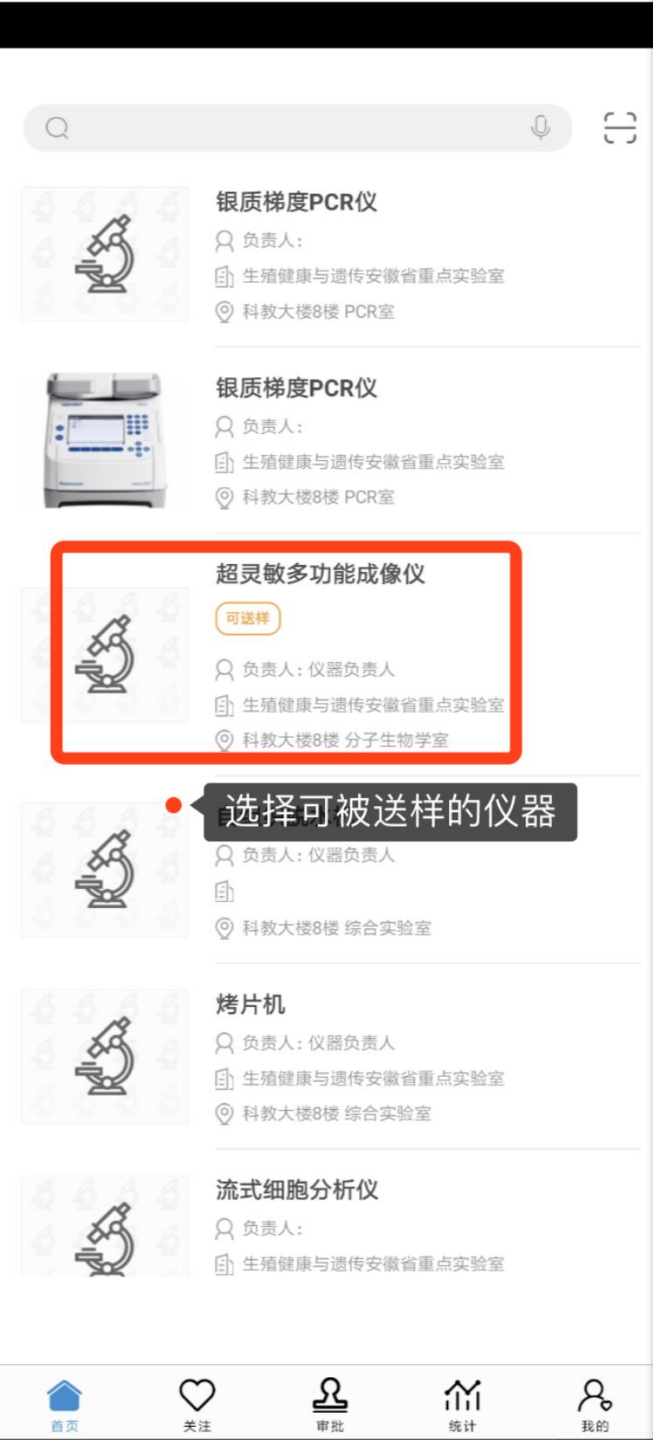 银质梯度PCR仪
负责人：
生殖健康与遗传安徽省重点实验室
科教大楼8楼 PCR室
银质梯度PCR仪
负责人：
生殖健康与遗传安徽省重点实验室
科教大楼8楼 PCR室
超灵敏多功能成像仪
可送样
负责人：仪器负责人
生殖健康与遗传安徽省重点实验室
科教大楼8楼 分子生物学室
选择可被送样的仪器
负责人：仪器负责人
科教大楼8楼 综合实验室
烤片机
负责人：仪器负责人
生殖健康与遗传安徽省重点实验室
科教大楼8楼 综合实验室
流式细胞分析仪
负责人：
生殖健康与遗传安徽省重点实验室
首页
关注
审批
统计
我的